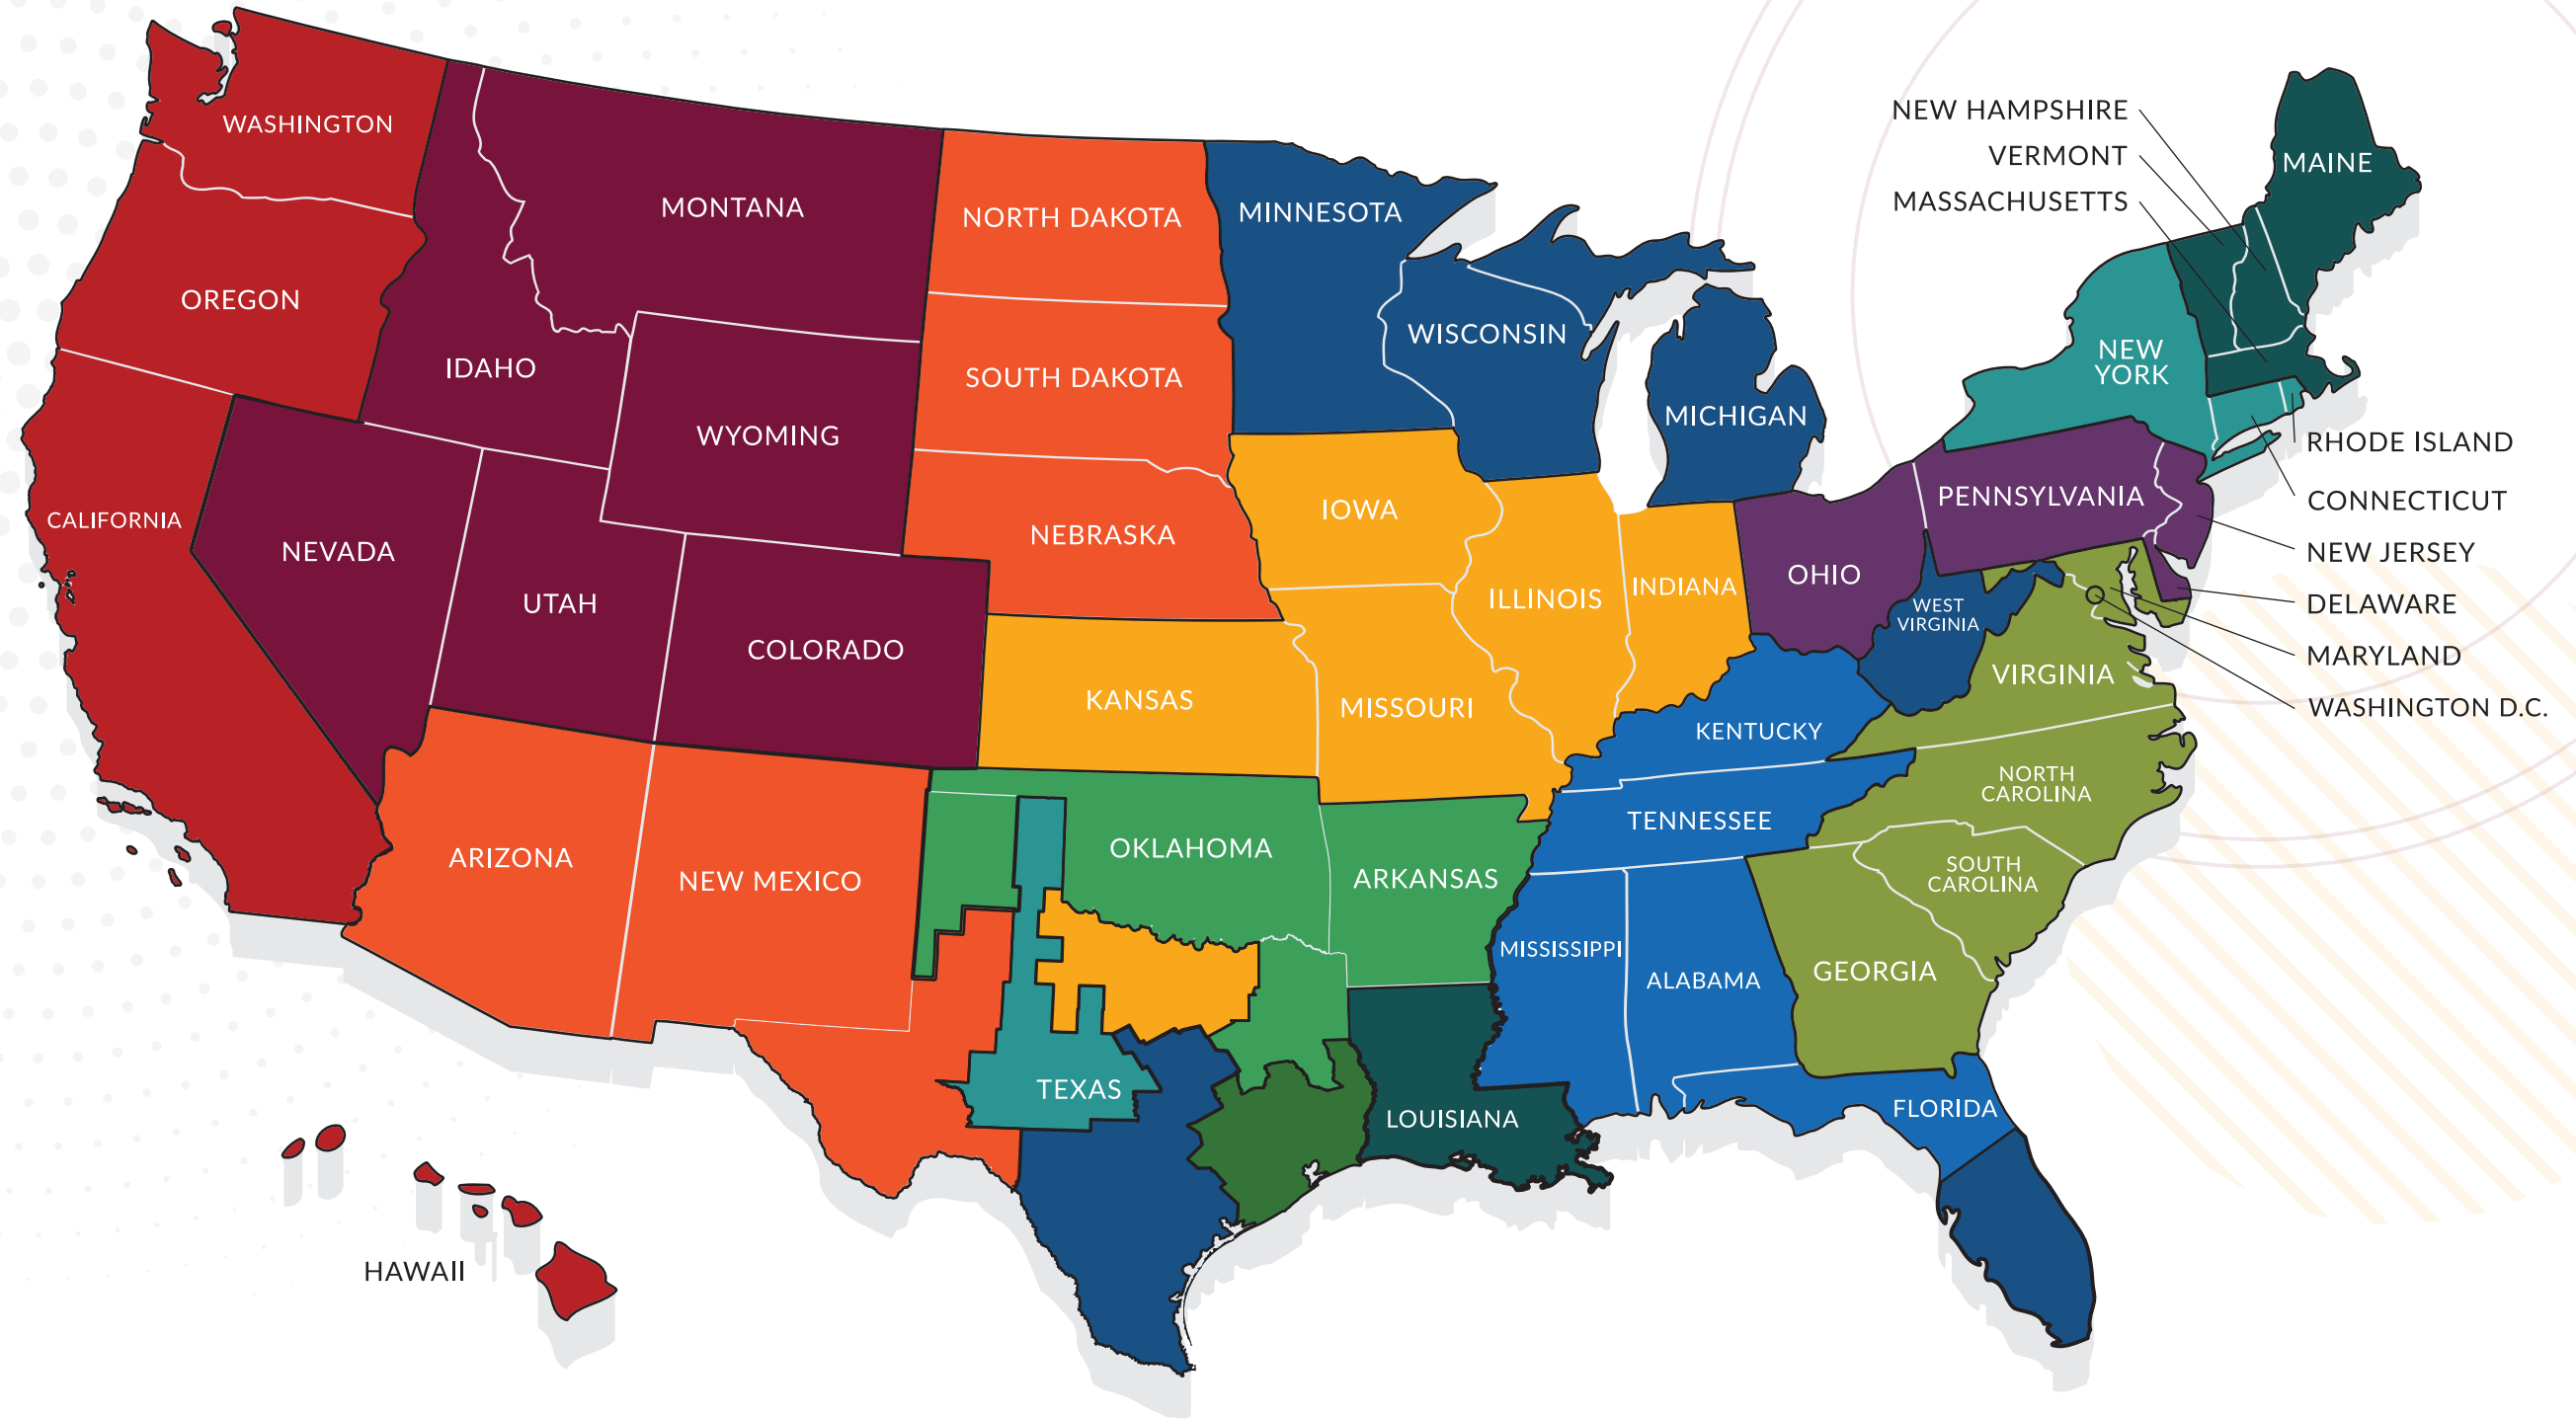 WASHINGTON
OREGON
CALIFORNIA
NEVADA
IDAHO
MONTANA
WYOMING
UTAH
COLORADO
ARIZONA
NEW MEXICO
NORTH DAKOTA
SOUTH DAKOTA
NEBRASKA
KANSAS
OKLAHOMA
TEXAS
MINNESOTA
WISCONSIN
MICHIGAN
IOWA
ILLINOIS
INDIANA
MISSOURI
ARKANSAS
LOUISIANA
OHIO
KENTUCKY
TENNESSEE
MISSISSIPPI
ALABAMA
GEORGIA
FLORIDA
SOUTH
CAROLINA
NORTH
CAROLINA
VIRGINIA
WEST
VIRGINIA
PENNSYLVANIA
NEW
YORK
MAINE
NEW HAMPSHIRE
VERMONT
MASSACHUSETTS
RHODE ISLAND
CONNECTICUT
NEW JERSEY
DELAWARE
MARYLAND
WASHINGTON D.C.
HAWAII